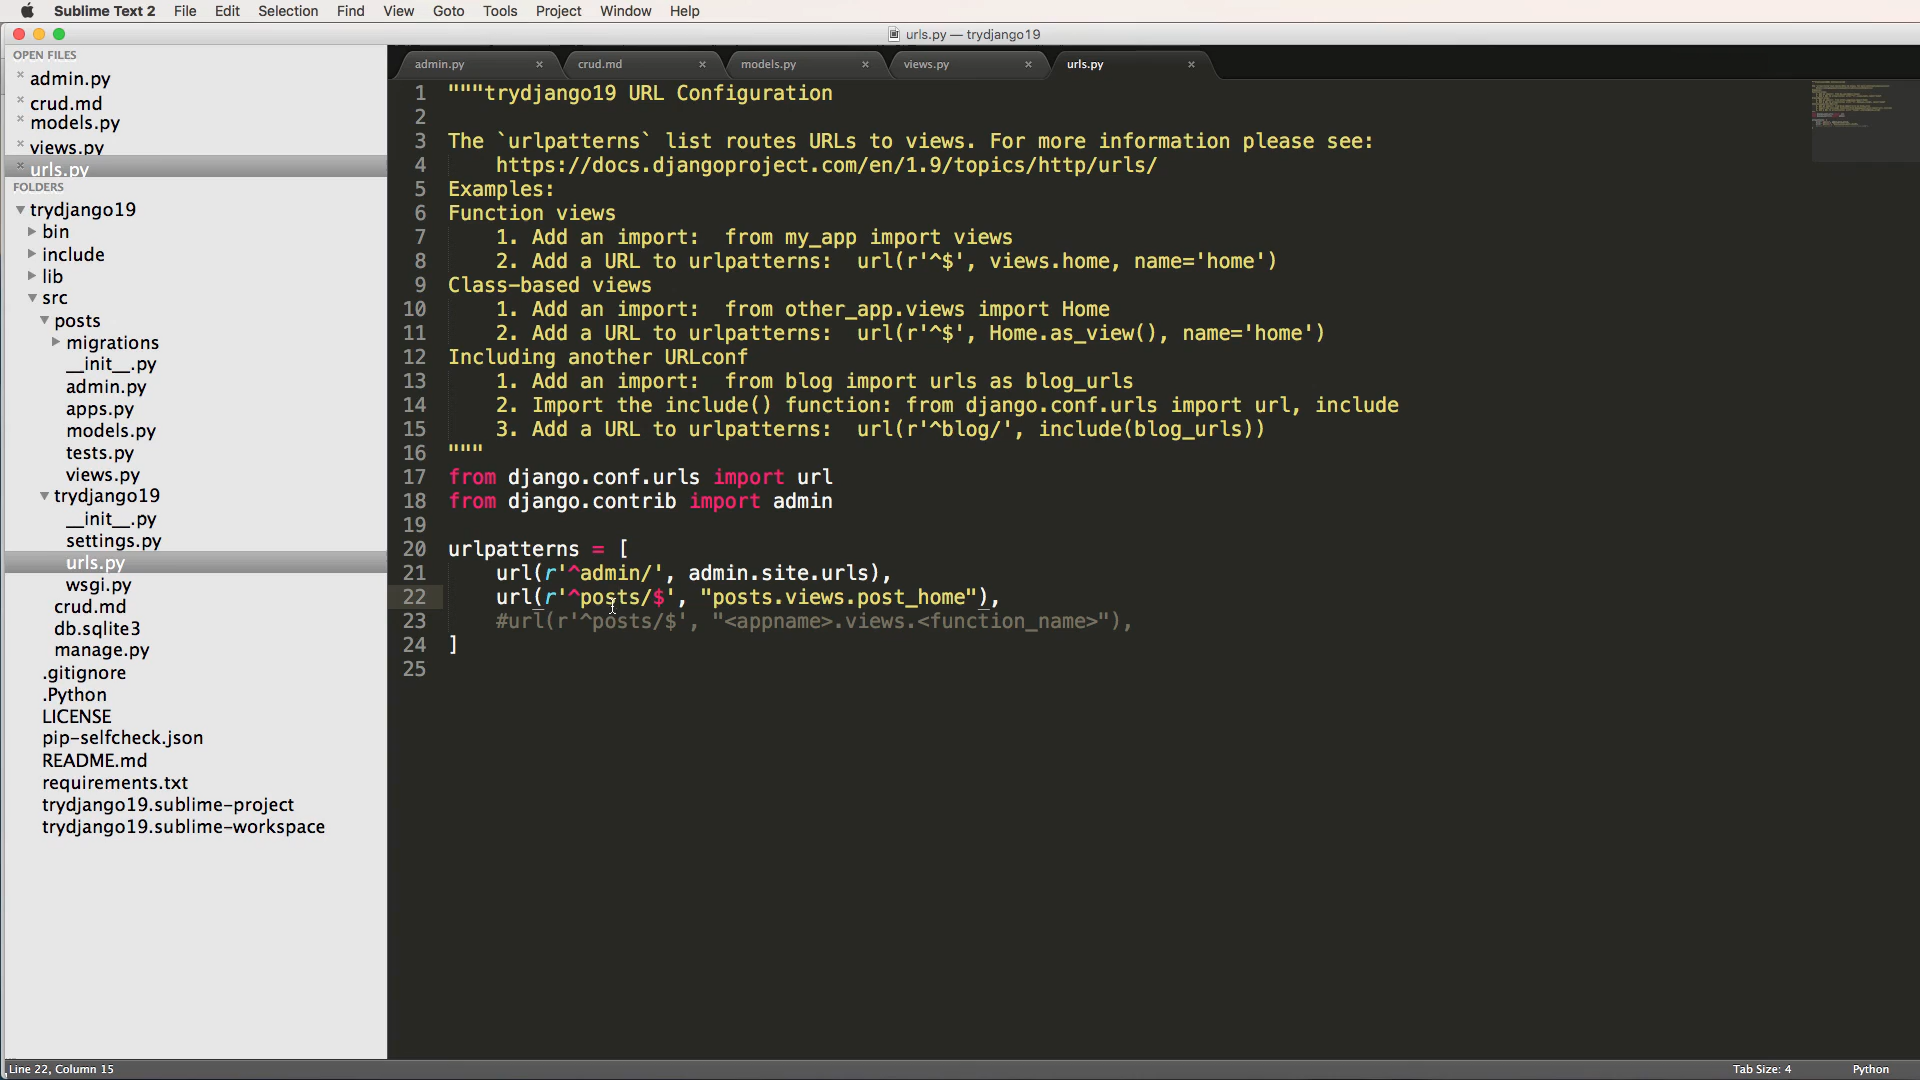 Sublime Text 2 File Edit Selection Find View Goto Tools Project Window Help
urls.py — trydjango19
OPEN FILES
admin.py
crud.md
models.py
views.py
urls.py
FOLDERS
trydjango19
bin
include
lib
src
posts
migrations
__init__.py
admin.py
apps.py
models.py
tests.py
views.py
trydjango19
__init__.py
settings.py
urls.py
wsgi.py
crud.md
db.sqlite3
manage.py
.gitignore
.Python
LICENSE
pip-selfcheck.json
README.md
requirements.txt
trydjango19.sublime-project
trydjango19.sublime-workspace
admin.py × crud.md × models.py × views.py × urls.py ×
1 """trydjango19 URL Configuration
2
3 The `urlpatterns` list routes URLs to views. For more information please see:
4     https://docs.djangoproject.com/en/1.9/topics/http/urls/
5 Examples:
6 Function views
7     1. Add an import:  from my_app import views
8     2. Add a URL to urlpatterns:  url(r'^$', views.home, name='home')
9 Class-based views
10     1. Add an import:  from other_app.views import Home
11     2. Add a URL to urlpatterns:  url(r'^$', Home.as_view(), name='home')
12 Including another URLconf
13     1. Add an import:  from blog import urls as blog_urls
14     2. Import the include() function: from django.conf.urls import url, include
15     3. Add a URL to urlpatterns:  url(r'^blog/', include(blog_urls))
16 """
17 from django.conf.urls import url
18 from django.contrib import admin
19
20 urlpatterns = [
21     url(r'^admin/', admin.site.urls),
22     url(r'^posts/$', "posts.views.post_home"),
23     #url(r'^posts/$', "<appname>.views.<function_name>"),
24 ]
25
Line 22, Column 15
Tab Size: 4
Python